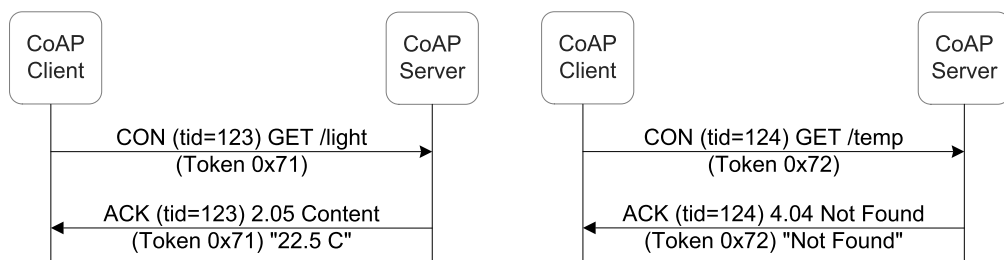 CoAP
Client
CoAP
Server
CON (tid=123) GET /light
(Token 0x71)
ACK (tid=123) 2.05 Content
(Token 0x71) "22.5 C"
CoAP
Client
CoAP
Server
CON (tid=124) GET /temp
(Token 0x72)
ACK (tid=124) 4.04 Not Found
(Token 0x72) "Not Found"